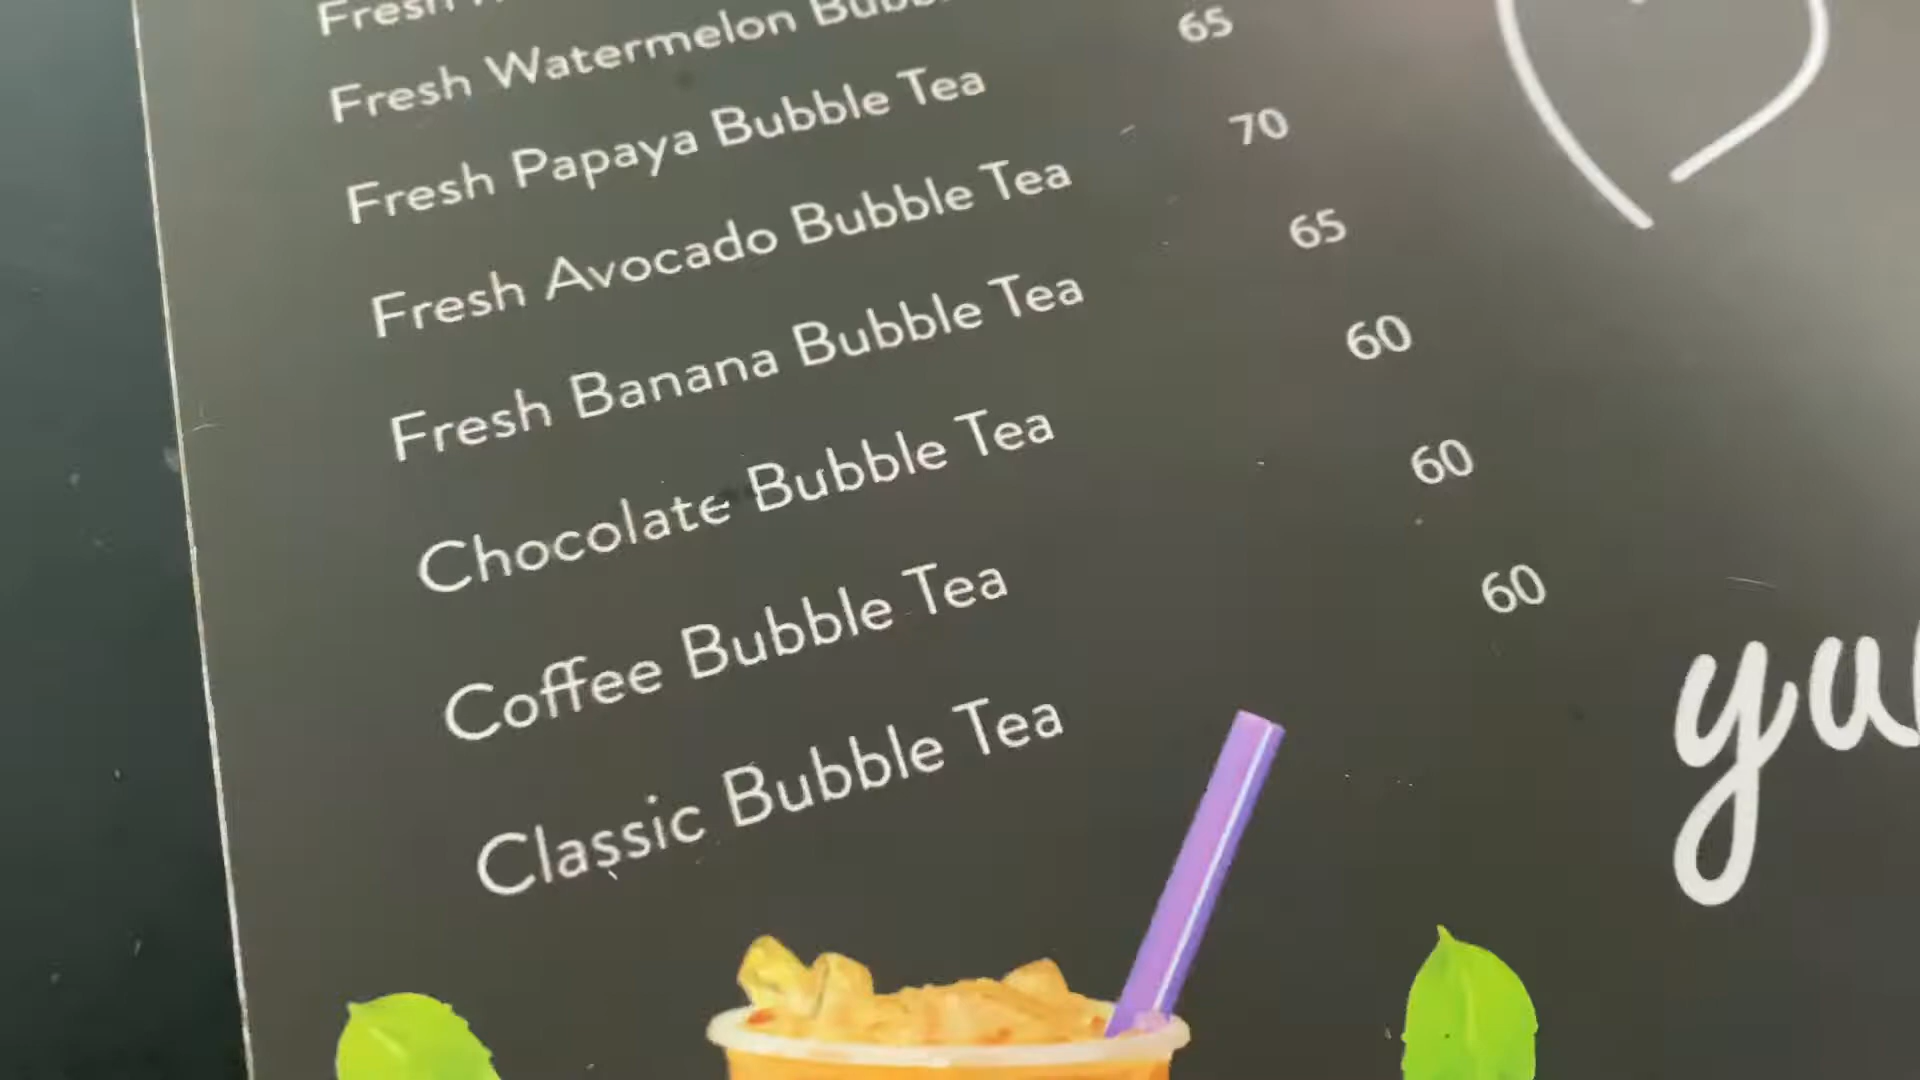 Fresh
Fresh Watermelon
Fresh Papaya Bubble Tea 65
Fresh Avocado Bubble Tea 70
Fresh Banana Bubble Tea 65
Chocolate Bubble Tea 60
Coffee Bubble Tea 60
Classic Bubble Tea 60